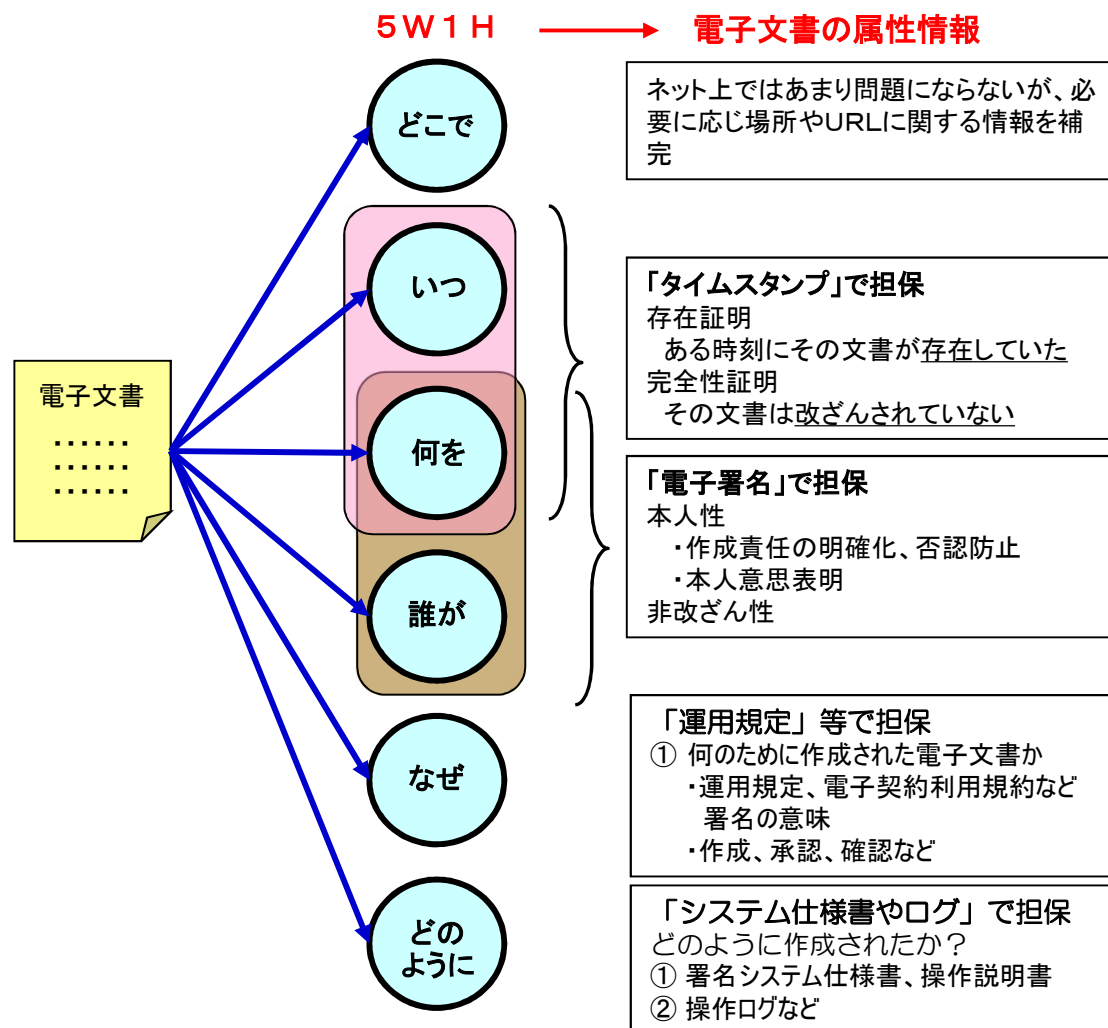 ５Ｗ１Ｈ
電子文書の属性情報
電子文書
・・・・・・
・・・・・・
・・・・・・
どこで
いつ
何を
誰が
なぜ
どの
ように
ネット上ではあまり問題にならないが、必
要に応じ場所やURLに関する情報を補
完
「タイムスタンプ」で担保
存在証明
ある時刻にその文書が存在していた
完全性証明
その文書は改ざんされていない
「電子署名」で担保
本人性
・作成責任の明確化、否認防止
・本人意思表明
非改ざん性
「運用規定」等で担保
① 何のために作成された電子文書か
・運用規定、電子契約利用規約など
署名の意味
・作成、承認、確認など
「システム仕様書やログ」で担保
どのように作成されたか？
① 署名システム仕様書、操作説明書
② 操作ログなど